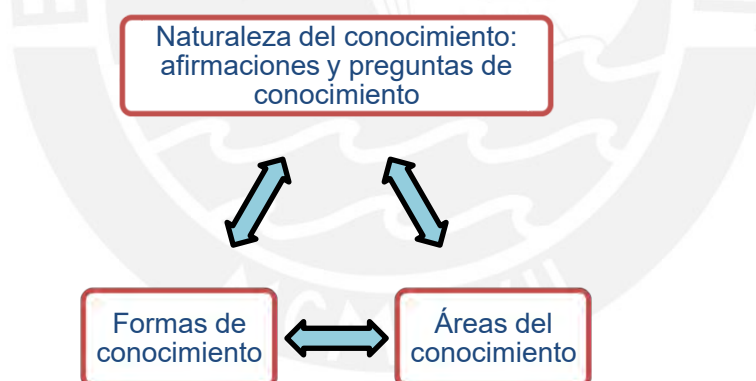 Naturaleza del conocimiento:
afirmaciones y preguntas de
conocimiento
Formas de
conocimiento
Áreas del
conocimiento